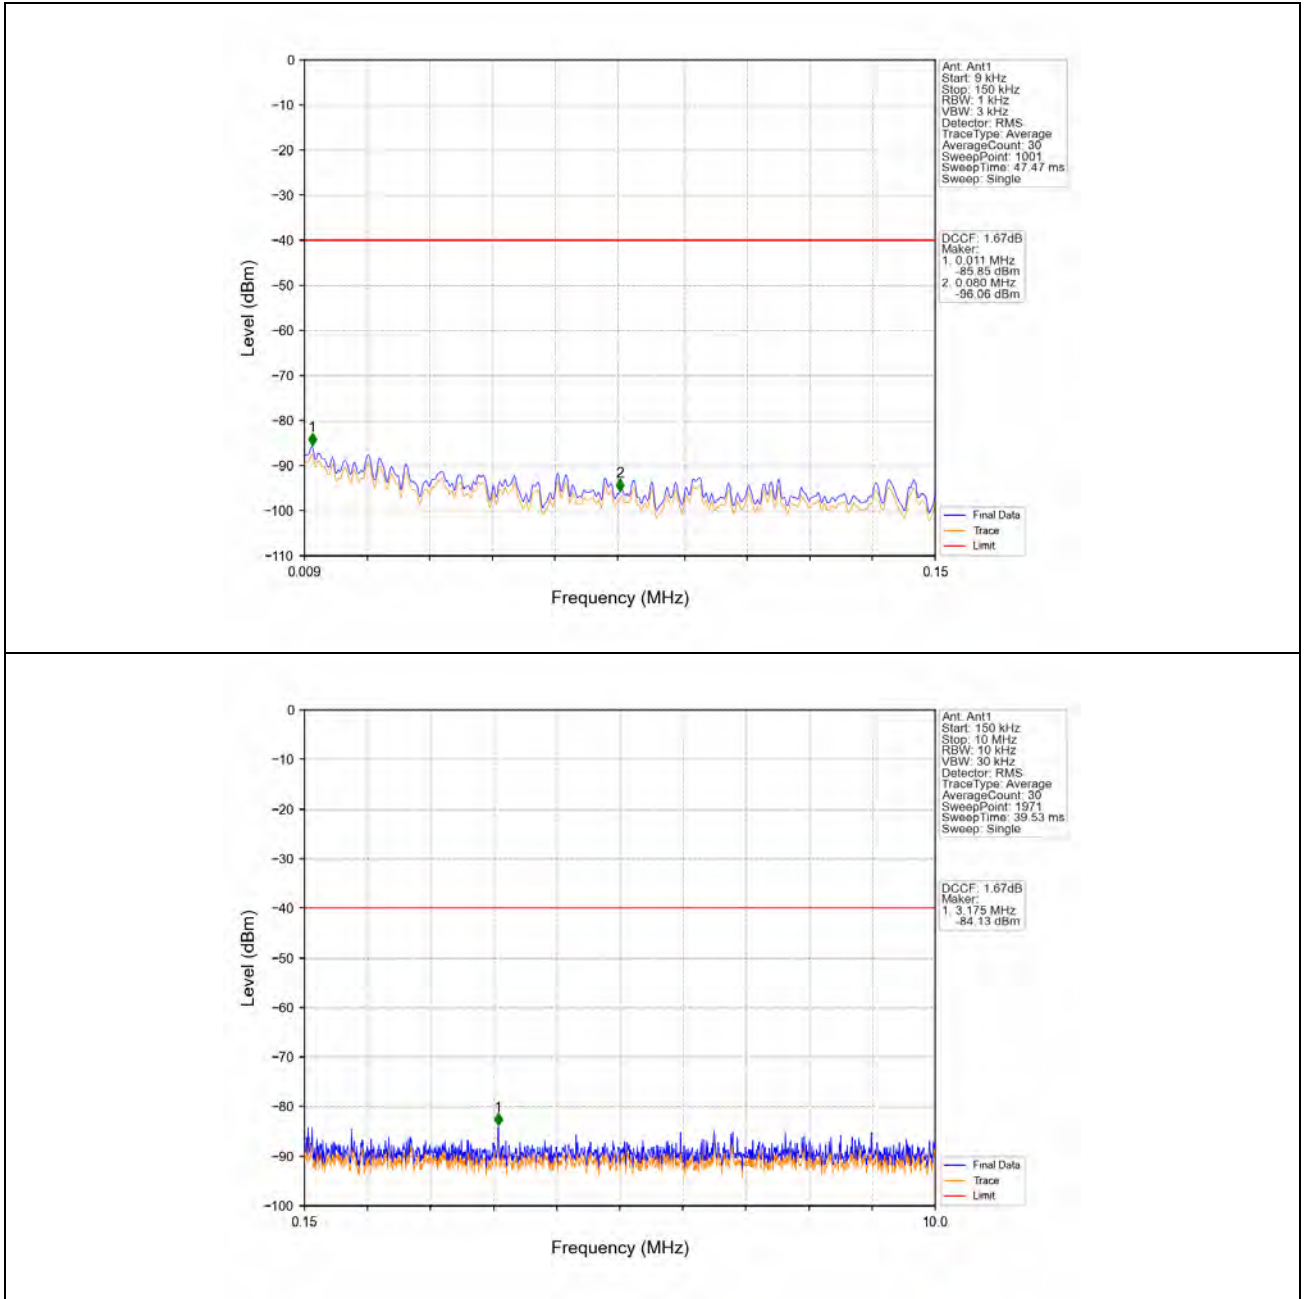 0
-10
-20
-30
-40
-50
-60
-70
-80
-90
-100
-110
Level (dBm)
0.009
0.15
Frequency (MHz)
1
2
Ant: Ant1
Start: 9 kHz
Stop: 150 kHz
RBW: 1 kHz
VBW: 3 kHz
Detector: RMS
TraceType: Average
AverageCount: 30
SweepPoint: 1001
SweepTime: 47.47 ms
Sweep: Single
DCCF: 1.67dB
Maker:
1. 0.011 MHz
-85.85 dBm
2. 0.080 MHz
-96.06 dBm
Final Data
Trace
Limit
0
-10
-20
-30
-40
-50
-60
-70
-80
-90
-100
Level (dBm)
0.15
10.0
Frequency (MHz)
1
Ant: Ant1
Start: 150 kHz
Stop: 10 MHz
RBW: 10 kHz
VBW: 30 kHz
Detector: RMS
TraceType: Average
AverageCount: 30
SweepPoint: 1971
SweepTime: 39.53 ms
Sweep: Single
DCCF: 1.67dB
Maker:
1. 3.175 MHz
-84.13 dBm
Final Data
Trace
Limit